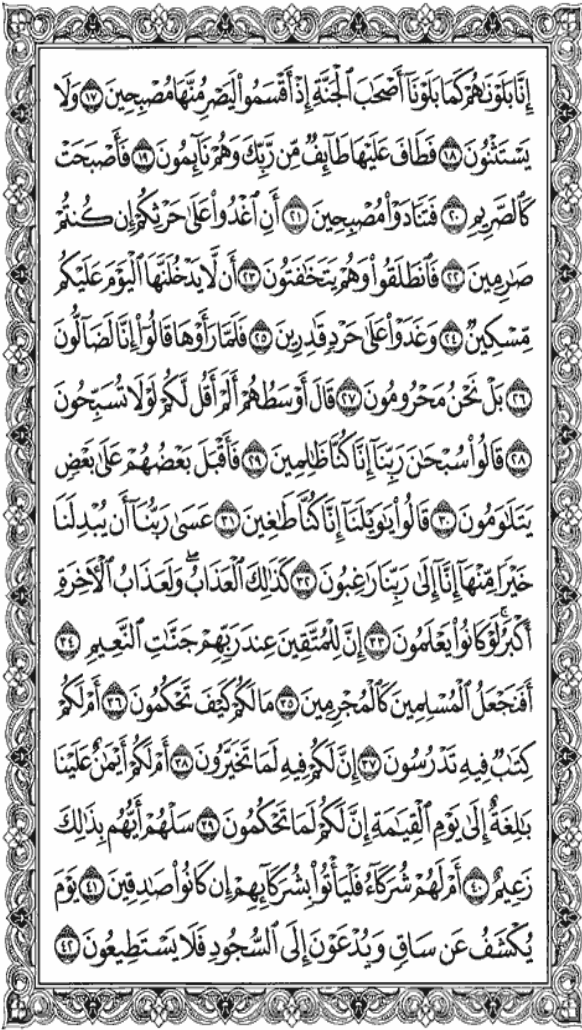 إِنَّا بَلَوْنَٰهُمْ كَمَا بَلَوْنَآ أَصْحَٰبَ ٱلْجَنَّةِ إِذْ أَقْسَمُوا۟ لَيَصْرِمُنَّهَا مُصْبِحِينَ ١٧ وَلَا
يَسْتَثْنُونَ ١٨ فَطَافَ عَلَيْهَا طَآئِفٌ مِّن رَّبِّكَ وَهُمْ نَآئِمُونَ ١٩ فَأَصْبَحَتْ
كَٱلصَّرِيمِ ٢٠ فَتَنَادَوْا۟ مُصْبِحِينَ ٢١ أَنِ ٱغْدُوا۟ عَلَىٰ حَرْثِكُمْ إِن كُنتُمْ
صَٰرِمِينَ ٢٢ فَٱنطَلَقُوا۟ وَهُمْ يَتَخَٰفَتُونَ ٢٣ أَن لَّا يَدْخُلَنَّهَا ٱلْيَوْمَ عَلَيْكُم
مِّسْكِينٌ ٢٤ وَغَدَوْا۟ عَلَىٰ حَرْدٍ قَٰدِرِينَ ٢٥ فَلَمَّا رَأَوْهَا قَالُوٓا۟ إِنَّا لَضَآلُّونَ
٢٦ بَلْ نَحْنُ مَحْرُومُونَ ٢٧ قَالَ أَوْسَطُهُمْ أَلَمْ أَقُل لَّكُمْ لَوْلَا تُسَبِّحُونَ
٢٨ قَالُوا۟ سُبْحَٰنَ رَبِّنَآ إِنَّا كُنَّا ظَٰلِمِينَ ٢٩ فَأَقْبَلَ بَعْضُهُمْ عَلَىٰ بَعْضٍ
يَتَلَٰوَمُونَ ٣٠ قَالُوا۟ يَٰوَيْلَنَآ إِنَّا كُنَّا طَٰغِينَ ٣١ عَسَىٰ رَبُّنَآ أَن يُبْدِلَنَا
خَيْرًا مِّنْهَآ إِنَّآ إِلَىٰ رَبِّنَا رَٰغِبُونَ ٣٢ كَذَٰلِكَ ٱلْعَذَابُ ۖ وَلَعَذَابُ ٱلْءَاخِرَةِ
أَكْبَرُ ۚ لَوْ كَانُوا۟ يَعْلَمُونَ ٣٣ إِنَّ لِلْمُتَّقِينَ عِندَ رَبِّهِمْ جَنَّٰتِ ٱلنَّعِيمِ ٣٤
أَفَنَجْعَلُ ٱلْمُسْلِمِينَ كَٱلْمُجْرِمِينَ ٣٥ مَا لَكُمْ كَيْفَ تَحْكُمُونَ ٣٦ أَمْ لَكُمْ
كِتَٰبٌ فِيهِ تَدْرُسُونَ ٣٧ إِنَّ لَكُمْ فِيهِ لَمَا تَخَيَّرُونَ ٣٨ أَمْ لَكُمْ أَيْمَٰنٌ عَلَيْنَا
بَٰلِغَةٌ إِلَىٰ يَوْمِ ٱلْقِيَٰمَةِ إِنَّ لَكُمْ لَمَا تَحْكُمُونَ ٣٩ سَلْهُمْ أَيُّهُم بِذَٰلِكَ
زَعِيمٌ ٤٠ أَمْ لَهُمْ شُرَكَآءُ فَلْيَأْتُوا۟ بِشُرَكَآئِهِمْ إِن كَانُوا۟ صَٰدِقِينَ ٤١ يَوْمَ
يُكْشَفُ عَن سَاقٍ وَيُدْعَوْنَ إِلَى ٱلسُّجُودِ فَلَا يَسْتَطِيعُونَ ٤٢